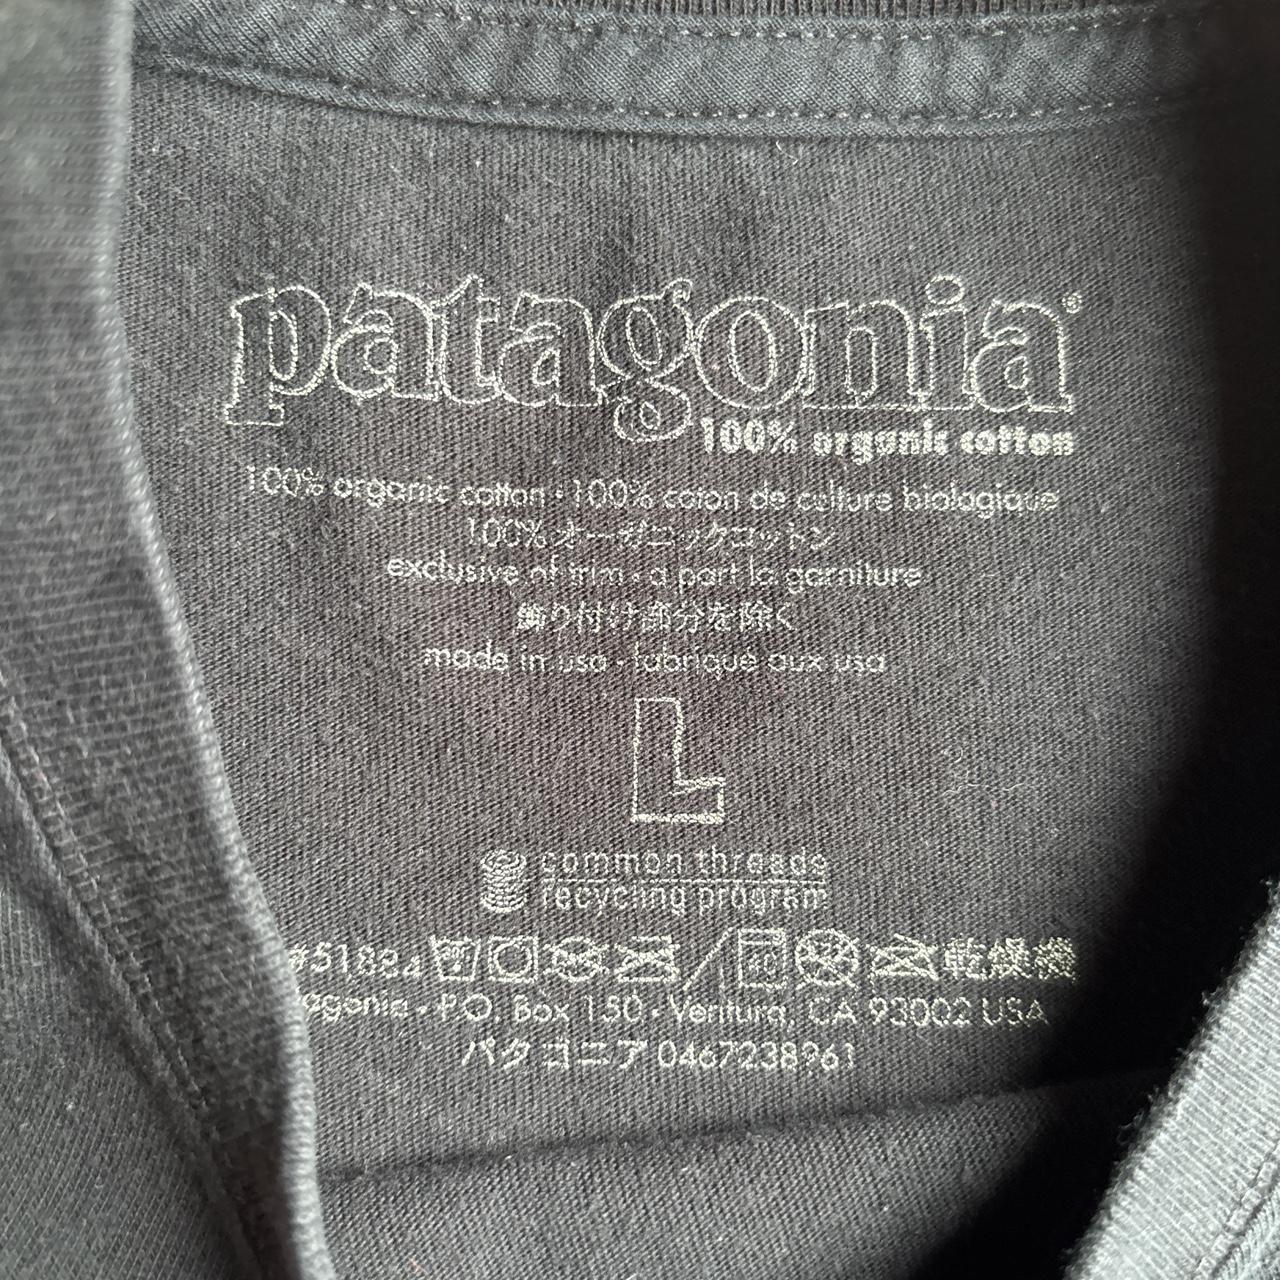 patagonia®
100% organic cotton
100% organic cotton • 100% coton de culture biologique
100% オーガニックコットン
exclusive of trim • a part la garniture
飾り付け部分を除く
made in usa • fabrique aux usa
L
common threads
recycling program
#51884 乾燥機
agonia • P.O. Box 150 • Ventura, CA 93002 USA
パタゴニア 0467238961